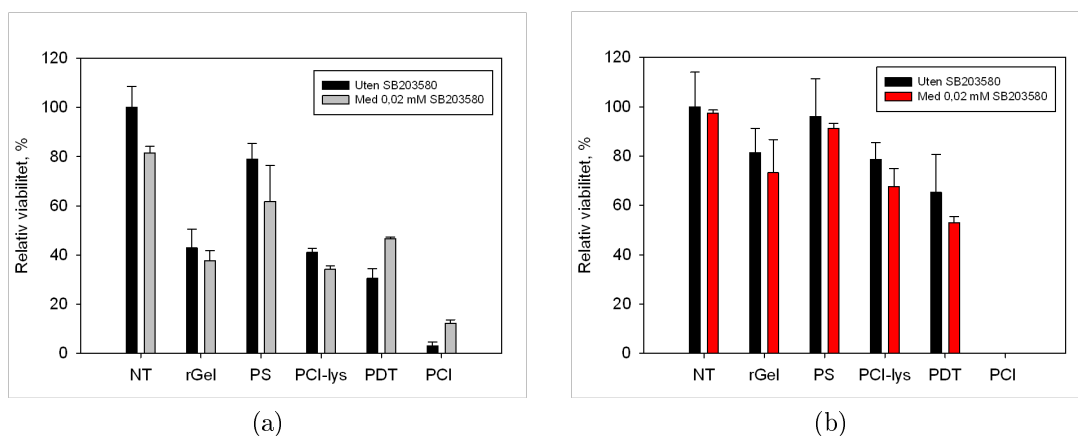 120
100
80
60
40
20
0
Relativ viabilitet, %
Uten SB203580
Med 0,02 mM SB203580
NT rGel PS PCI-lys PDT PCI
(a)
120
100
80
60
40
20
0
Relativ viabilitet, %
Uten SB203580
Med 0,02 mM SB203580
NT rGel PS PCI-lys PDT PCI
(b)